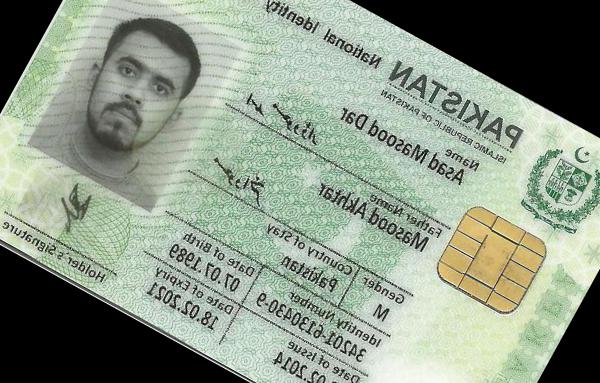 PAKISTAN National Identity
ISLAMIC REPUBLIC OF PAKISTAN
Name
Asad Masood Dar
Father Name
Masood Akhtar
Gender
M
Country of Stay
Pakistan
Identity Number
34201-6130430-9
Date of Birth
07.07.1989
Date of Issue
.02.2014
Date of Expiry
18.02.2021
Holder's Signature